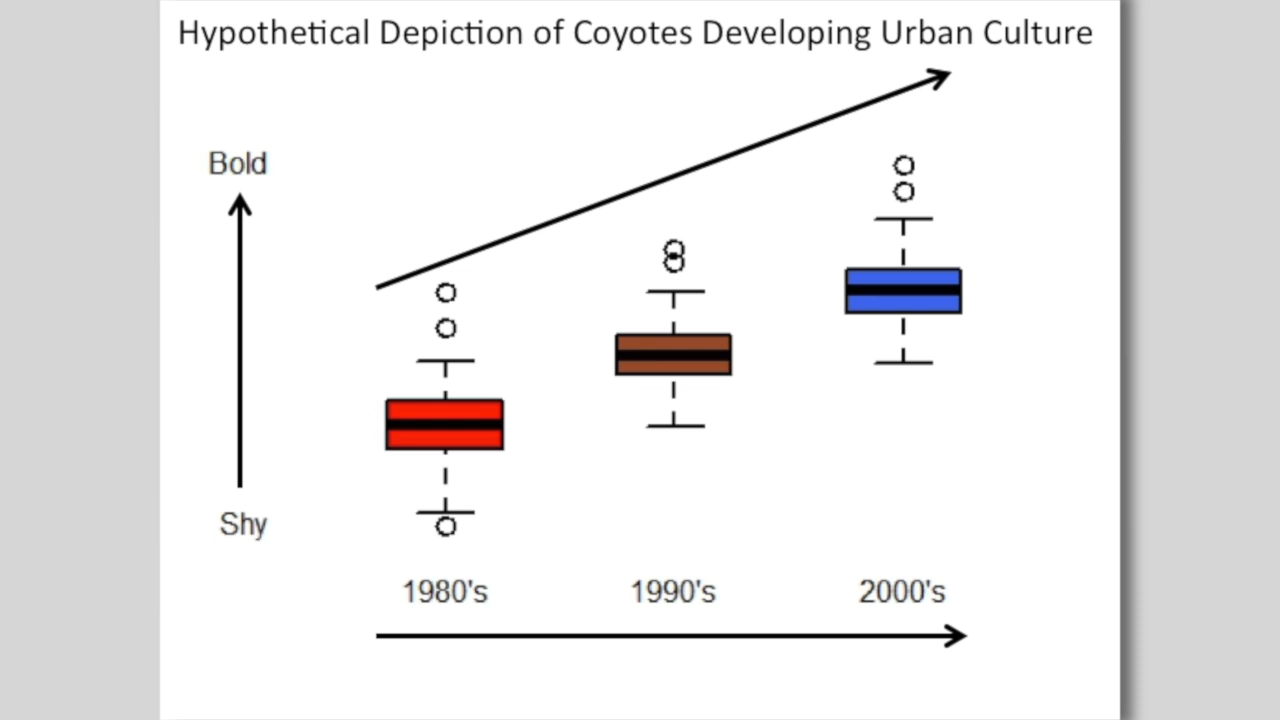 Hypothetical Depiction of Coyotes Developing Urban Culture
Bold
Shy
1980's
1990's
2000's